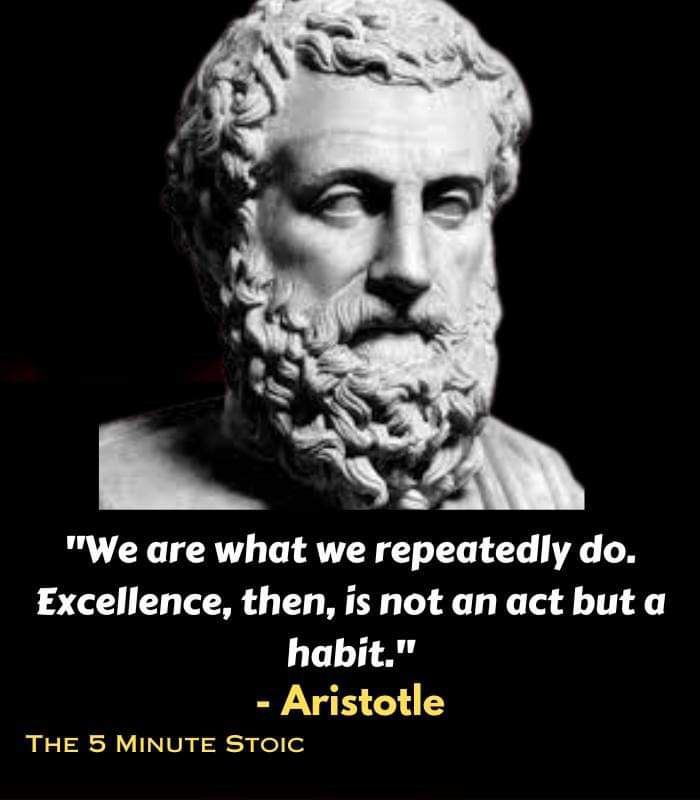 "We are what we repeatedly do.
Excellence, then, is not an act but a
habit."
- Aristotle
The 5 Minute Stoic